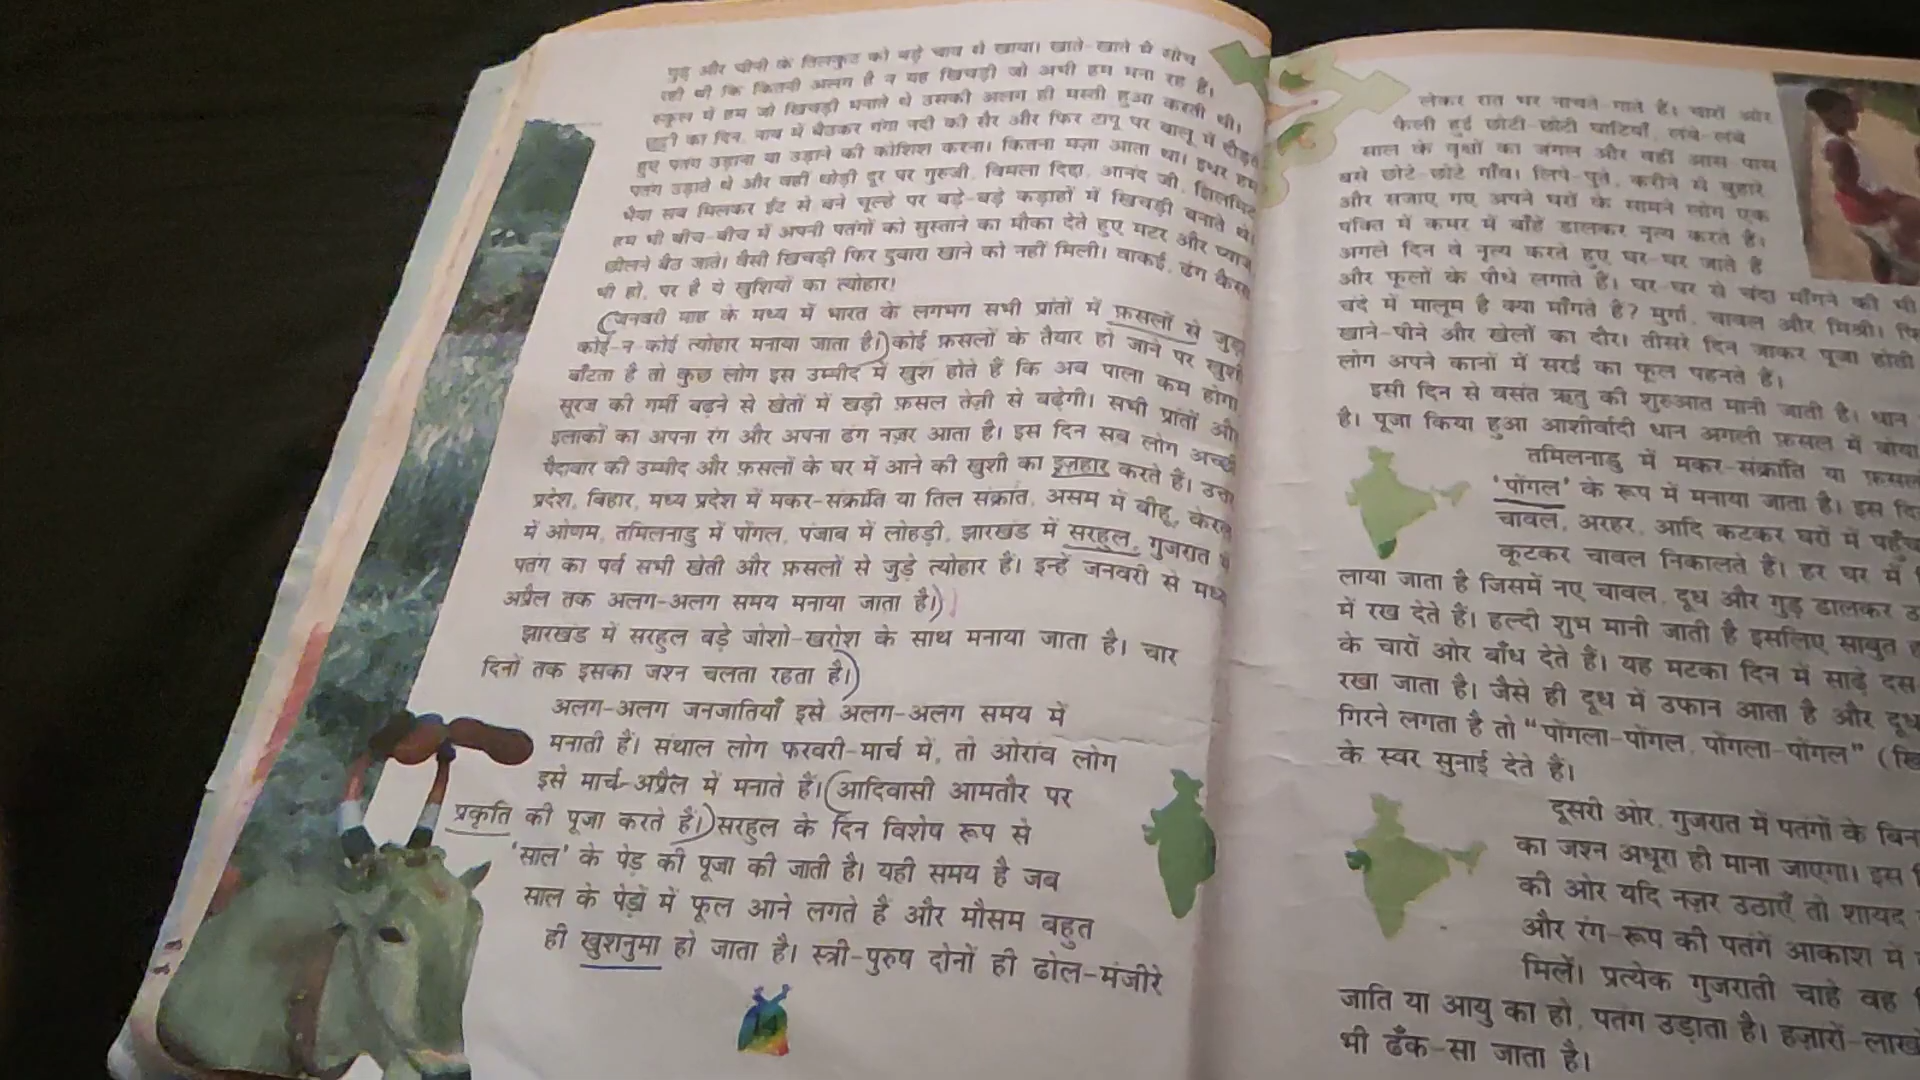 गुड़ और चीनी के तिलकुट को बड़े चाव से खाया। खाते-खाते मैं सोच
रही थी कि कितनी अलग है न यह खिचड़ी जो अभी हम मना रहे हैं।
स्कूल में हम जो खिचड़ी मनाते थे उसकी अलग ही मस्ती हुआ करती थी।
छुट्टी का दिन, नाव में बैठकर गंगा नदी की सैर और फिर टापू पर बालू में दौड़ते
हुए पतंग उड़ाना या उड़ाने की कोशिश करना। कितना मज़ा आता था। इधर हम
पतंग उड़ाते थे और वहीं थोड़ी दूर पर गुरुजी, विमला दिदा, आनंद जी, झिलमिट
भैया सब मिलकर ईंट से बने चूल्हे पर बड़े-बड़े कड़ाहों में खिचड़ी बनाते थे।
हम भी बीच-बीच में अपनी पतंगों को सुस्ताने का मौका देते हुए मटर और प्याज
छीलने बैठ जाते। वैसी खिचड़ी फिर दुबारा खाने को नहीं मिली। वाकई, ढंग कैसा
भी हो, पर है ये खुशियों का त्योहार!
जनवरी माह के मध्य में भारत के लगभग सभी प्रांतों में फ़सलों से जुड़ा
कोई-न-कोई त्योहार मनाया जाता है। कोई फ़सलों के तैयार हो जाने पर खुशी
बाँटता है तो कुछ लोग इस उम्मीद में खुश होते हैं कि अब पाला कम होगा
सूरज की गर्मी बढ़ने से खेतों में खड़ी फ़सल तेज़ी से बढ़ेगी। सभी प्रांतों और
इलाकों का अपना रंग और अपना ढंग नज़र आता है। इस दिन सब लोग अच्छी
पैदावार की उम्मीद और फ़सलों के घर में आने की खुशी का इज़हार करते हैं। उत्तर
प्रदेश, बिहार, मध्य प्रदेश में मकर-संक्रांति या तिल संक्रांत, असम में बीहू, केरल
में ओणम, तमिलनाडु में पोंगल, पंजाब में लोहड़ी, झारखंड में सरहुल, गुजरात में
पतंग का पर्व सभी खेती और फ़सलों से जुड़े त्योहार हैं। इन्हें जनवरी से मध्य
अप्रैल तक अलग-अलग समय मनाया जाता है।
झारखंड में सरहुल बड़े जोशो-खरोश के साथ मनाया जाता है। चार
दिनों तक इसका जश्न चलता रहता है।
अलग-अलग जनजातियाँ इसे अलग-अलग समय में
मनाती हैं। संथाल लोग फरवरी-मार्च में, तो ओरांव लोग
इसे मार्च-अप्रैल में मनाते हैं। आदिवासी आमतौर पर
प्रकृति की पूजा करते हैं। सरहुल के दिन विशेष रूप से
'साल' के पेड़ की पूजा की जाती है। यही समय है जब
साल के पेड़ों में फूल आने लगते हैं और मौसम बहुत
ही खुशनुमा हो जाता है। स्त्री-पुरुष दोनों ही ढोल-मंजीरे
14
लेकर रात भर नाचते-गाते हैं। चारों ओर
फैली हुई छोटी-छोटी घाटियाँ, लंबे-लंबे
साल के वृक्षों का जंगल और वहीं आस पास
बसे छोटे-छोटे गाँव। लिपे-पुते, करीने से बुहारे
और सजाए गए अपने घरों के सामने लोग एक
पंक्ति में कमर में बाँहें डालकर नृत्य करते हैं।
अगले दिन वे नृत्य करते हुए घर-घर जाते हैं
और फूलों के पौधे लगाते हैं। घर-घर से चंदा माँगने की भी
चंदे में मालूम है क्या माँगते हैं? मुर्गा, चावल और मिश्री।
खाने-पीने और खेलों का दौर। तीसरे दिन जाकर पूजा होती
लोग अपने कानों में सरई का फूल पहनते हैं।
इसी दिन से वसंत ऋतु की शुरुआत मानी जाती है। धान
है। पूजा किया हुआ आशीर्वादी धान अगली फ़सल में बोया
तमिलनाडु में मकर-संक्रांति या फ़सल
'पोंगल' के रूप में मनाया जाता है। इस
चावल, अरहर, आदि कटकर घरों में
कूटकर चावल निकालते हैं। हर घर में
लाया जाता है जिसमें नए चावल, दूध और गुड़ डालकर
में रख देते हैं। हल्दी शुभ मानी जाती है इसलिए साबुत
के चारों ओर बाँध देते हैं। यह मटका दिन में साढ़े दस
रखा जाता है। जैसे ही दूध में उफान आता है और दूध
गिरने लगता है तो "पोंगला-पोंगल, पोंगला-पोंगल"
के स्वर सुनाई देते हैं।
दूसरी ओर, गुजरात में पतंगों के बिना
का जश्न अधूरा ही माना जाएगा। इस
की ओर यदि नज़र उठाएँ तो शायद
और रंग-रूप की पतंगें आकाश में
मिलें। प्रत्येक गुजराती चाहे वह
जाति या आयु का हो, पतंग उड़ाता है। हज़ारों-लाखों
भी ढँक-सा जाता है।